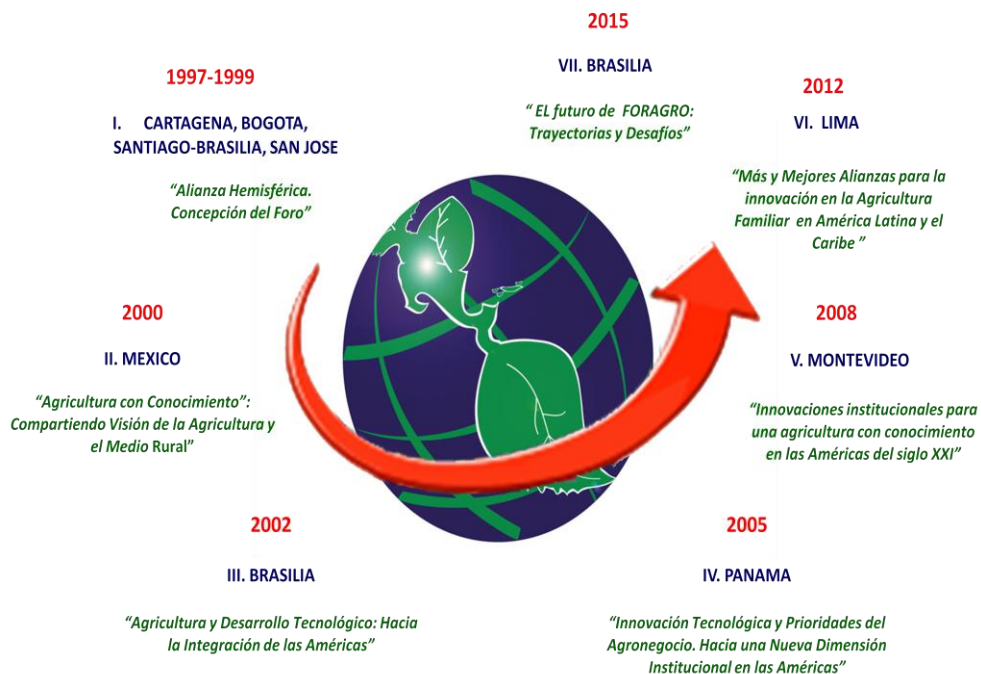 1997-1999
I. CARTAGENA, BOGOTA,
SANTIAGO-BRASILIA, SAN JOSE
“Alianza Hemisférica.
Concepción del Foro”
2000
II. MEXICO
“Agricultura con Conocimiento”:
Compartiendo Visión de la Agricultura y
el Medio Rural”
2002
III. BRASILIA
“Agricultura y Desarrollo Tecnológico: Hacia
la Integración de las Américas”
2005
IV. PANAMA
“Innovación Tecnológica y Prioridades del
Agronegocio. Hacia una Nueva Dimensión
Institucional en las Américas”
2008
V. MONTEVIDEO
“Innovaciones institucionales para
una agricultura con conocimiento
en las Américas del siglo XXI”
2012
VI. LIMA
“Más y Mejores Alianzas para la
innovación en la Agricultura
Familiar en América Latina y el
Caribe ”
2015
VII. BRASILIA
“ EL futuro de FORAGRO:
Trayectorias y Desafíos”